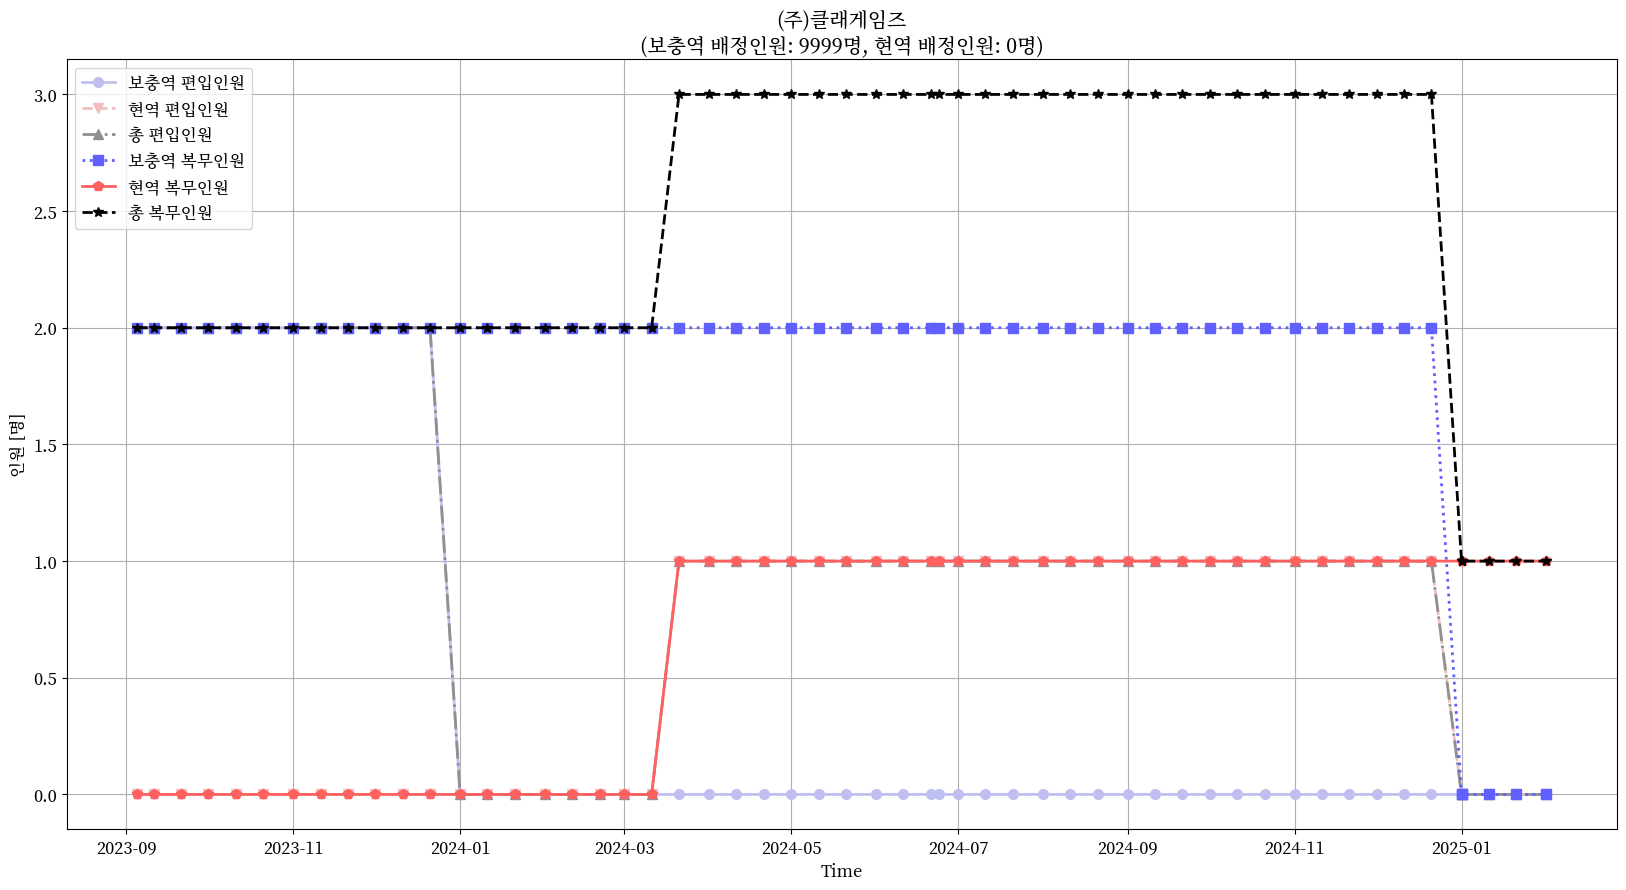 (주)클래게임즈
(보충역 배정인원: 9999명, 현역 배정인원: 0명)
보충역 편입인원
현역 편입인원
총 편입인원
보충역 복무인원
현역 복무인원
총 복무인원
인원 [명]
3.0
2.5
2.0
1.5
1.0
0.5
0.0
2023-09
2023-11
2024-01
2024-03
2024-05
2024-07
2024-09
2024-11
2025-01
Time